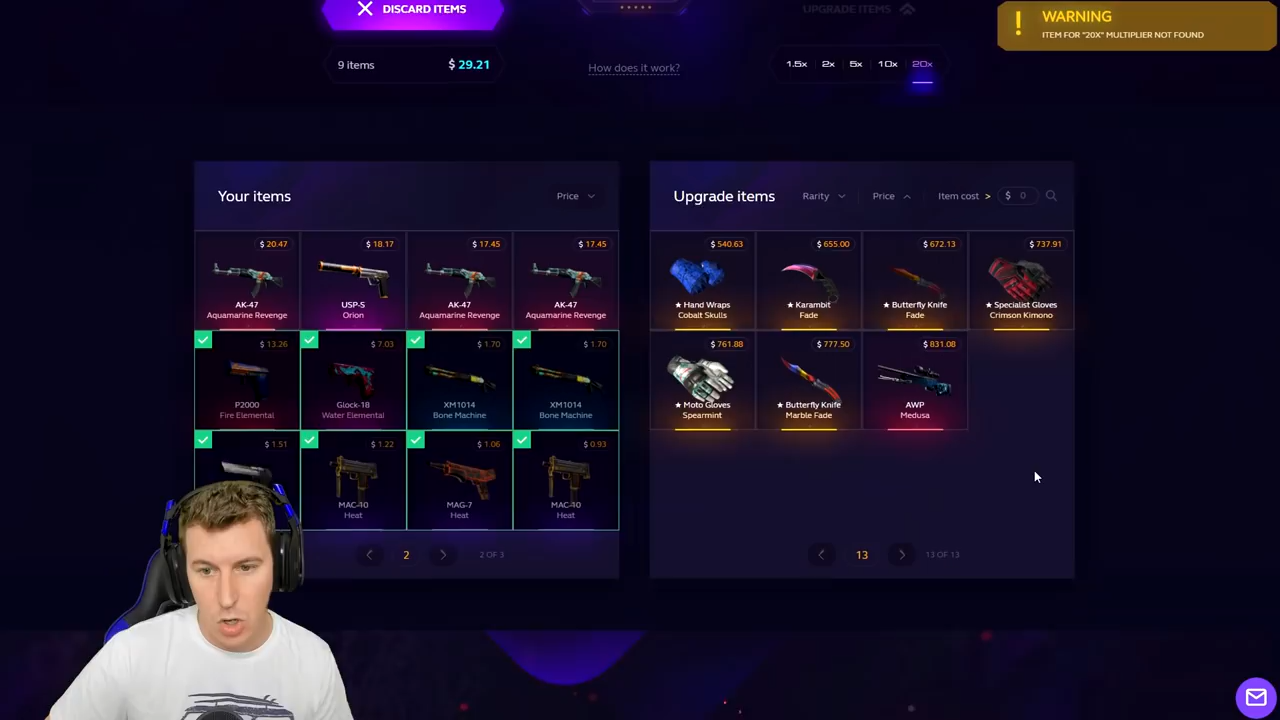 DISCARD ITEMS
UPGRADE ITEMS
WARNING
ITEM FOR "20X" MULTIPLIER NOT FOUND
9 items
$ 29.21
How does it work?
1.5x
2x
5x
10x
20x
Your items
Price
Upgrade items
Rarity
Price
Item cost >
$ 0
$ 20.47
AK-47
Aquamarine Revenge
$ 18.17
USP-S
Orion
$ 17.45
AK-47
Aquamarine Revenge
$ 17.45
AK-47
Aquamarine Revenge
$ 13.26
P2000
Fire Elemental
$ 7.03
Glock-18
Water Elemental
$ 1.70
XM1014
Bone Machine
$ 1.70
XM1014
Bone Machine
$ 1.51
$ 1.22
MAC-10
Heat
$ 1.06
MAG-7
Heat
$ 0.93
MAC-10
Heat
2
2 OF 3
$ 540.63
★ Hand Wraps
Cobalt Skulls
$ 655.00
★ Karambit
Fade
$ 672.13
★ Butterfly Knife
Fade
$ 737.91
★ Specialist Gloves
Crimson Kimono
$ 761.88
★ Moto Gloves
Spearmint
$ 777.50
★ Butterfly Knife
Marble Fade
$ 831.08
AWP
Medusa
13
13 OF 13